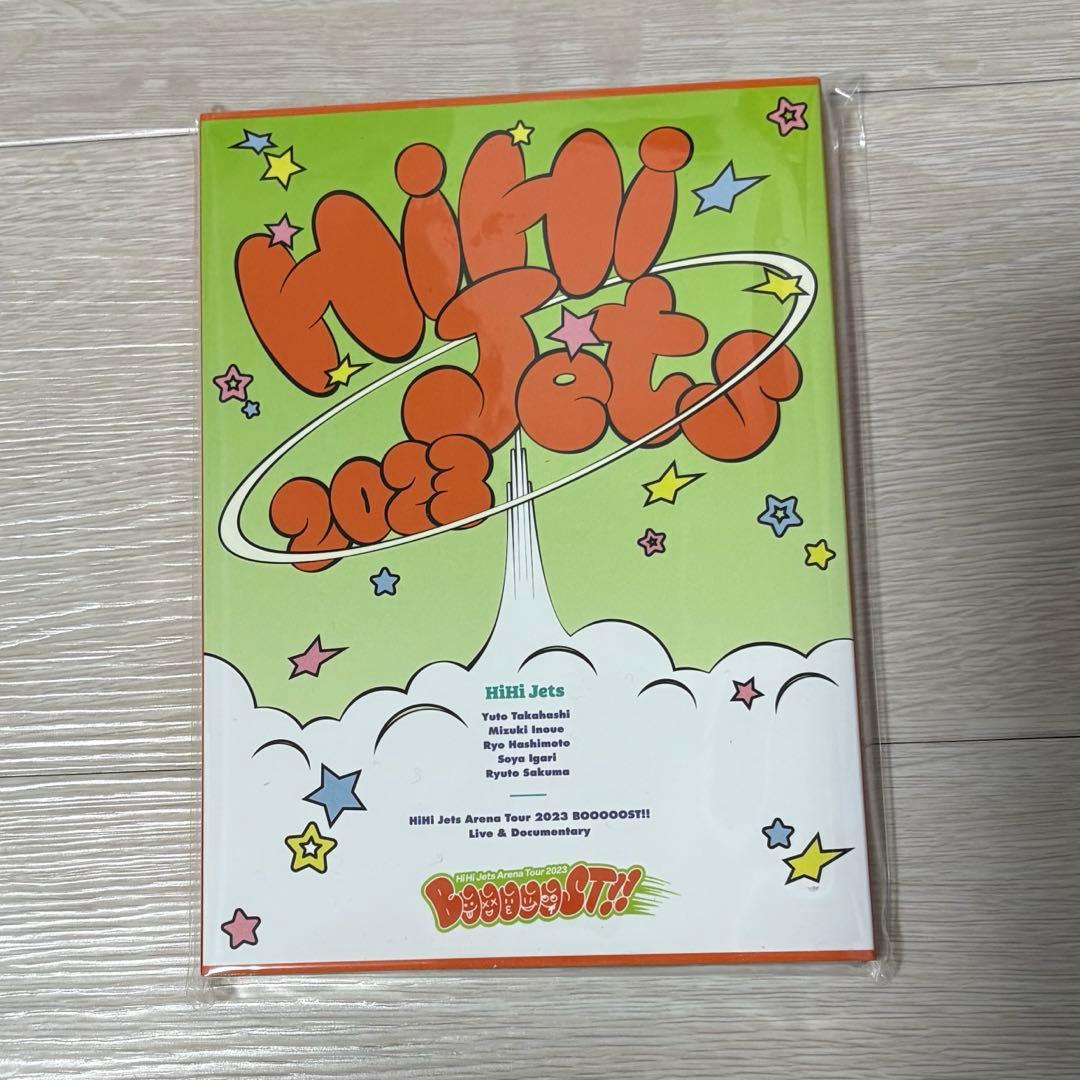 HiHi
Jets
2023
HiHi Jets
Yuto Takahashi
Mizuki Inoue
Ryo Hashimoto
Soya Igari
Ryuto Sakuma
HiHi Jets Arena Tour 2023 BOOOOOST!!
Live & Documentary
HiHi Jets Arena Tour 2023
BOOOOOST!!